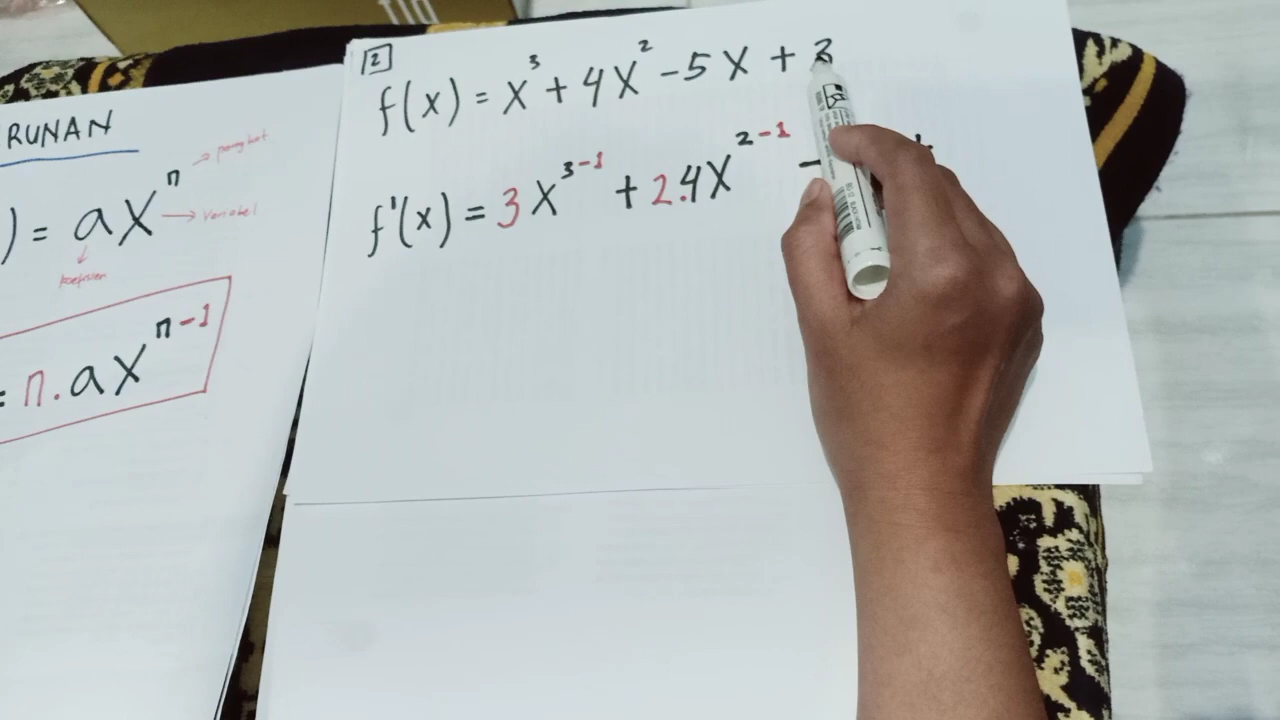 RUNAN
) = ax^n → pangkat
→ variabel
↓
koefisien
= n.ax^{n-1}
2
f(x) = x^3 + 4x^2 - 5x + 3
f'(x) = 3x^{3-1} + 2.4x^{2-1} -